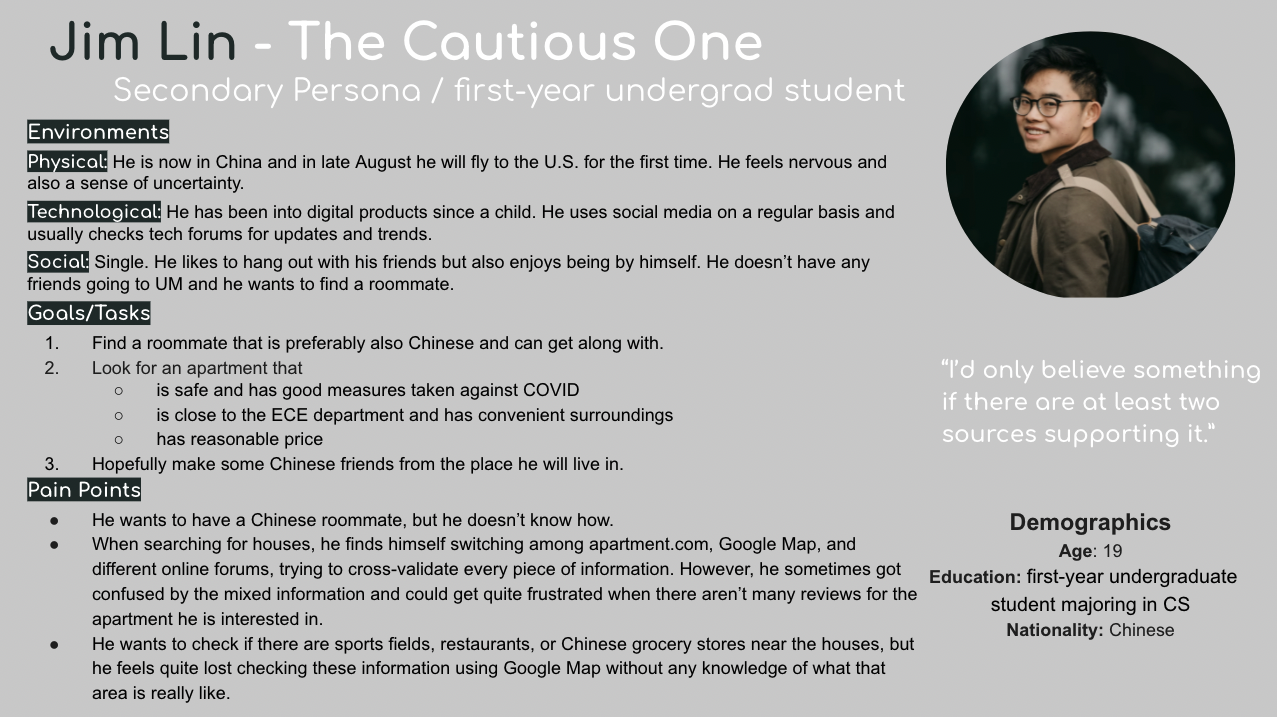 Jim Lin - The Cautious One
Secondary Persona / first-year undergrad student
Environments
Physical: He is now in China and in late August he will fly to the U.S. for the first time. He feels nervous and
also a sense of uncertainty.
Technological: He has been into digital products since a child. He uses social media on a regular basis and
usually checks tech forums for updates and trends.
Social: Single. He likes to hang out with his friends but also enjoys being by himself. He doesn’t have any
friends going to UM and he wants to find a roommate.
Goals/Tasks
1. Find a roommate that is preferably also Chinese and can get along with.
2. Look for an apartment that
○ is safe and has good measures taken against COVID
○ is close to the ECE department and has convenient surroundings
○ has reasonable price
3. Hopefully make some Chinese friends from the place he will live in.
Pain Points
● He wants to have a Chinese roommate, but he doesn’t know how.
● When searching for houses, he finds himself switching among apartment.com, Google Map, and
different online forums, trying to cross-validate every piece of information. However, he sometimes got
confused by the mixed information and could get quite frustrated when there aren’t many reviews for the
apartment he is interested in.
● He wants to check if there are sports fields, restaurants, or Chinese grocery stores near the houses, but
he feels quite lost checking these information using Google Map without any knowledge of what that
area is really like.
“I’d only believe something
if there are at least two
sources supporting it.”
Demographics
Age: 19
Education: first-year undergraduate
student majoring in CS
Nationality: Chinese